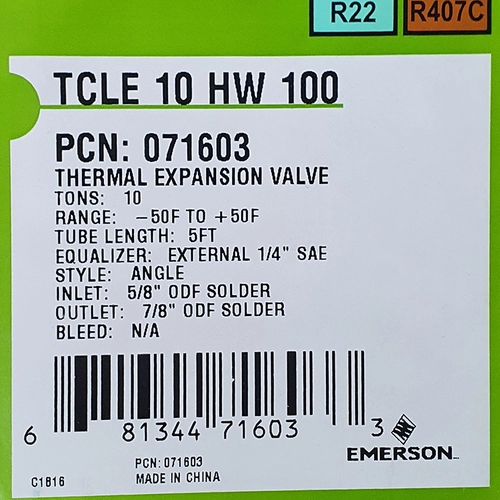 R22 R407C
TCLE 10 HW 100
PCN: 071603
THERMAL EXPANSION VALVE
TONS: 10
RANGE: -50F TO +50F
TUBE LENGTH: 5FT
EQUALIZER: EXTERNAL 1/4" SAE
STYLE: ANGLE
INLET: 5/8" ODF SOLDER
OUTLET: 7/8" ODF SOLDER
BLEED: N/A
6 81344 71603 3
EMERSON™
PCN: 071603
C1816 MADE IN CHINA